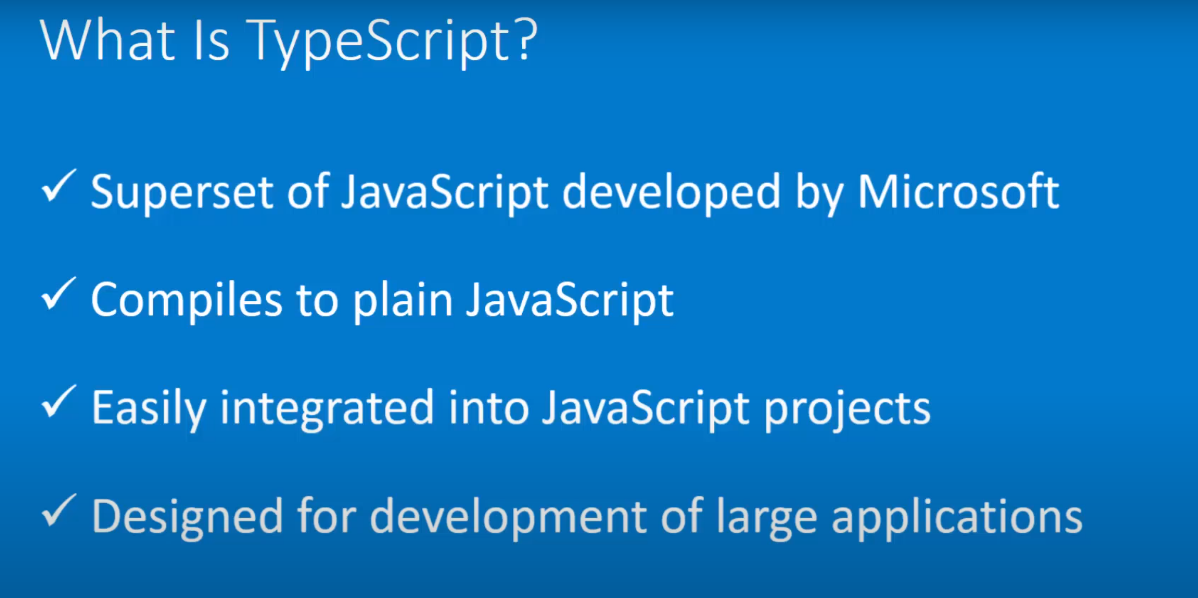 What Is TypeScript?
✓ Superset of JavaScript developed by Microsoft
✓ Compiles to plain JavaScript
✓ Easily integrated into JavaScript projects
✓ Designed for development of large applications